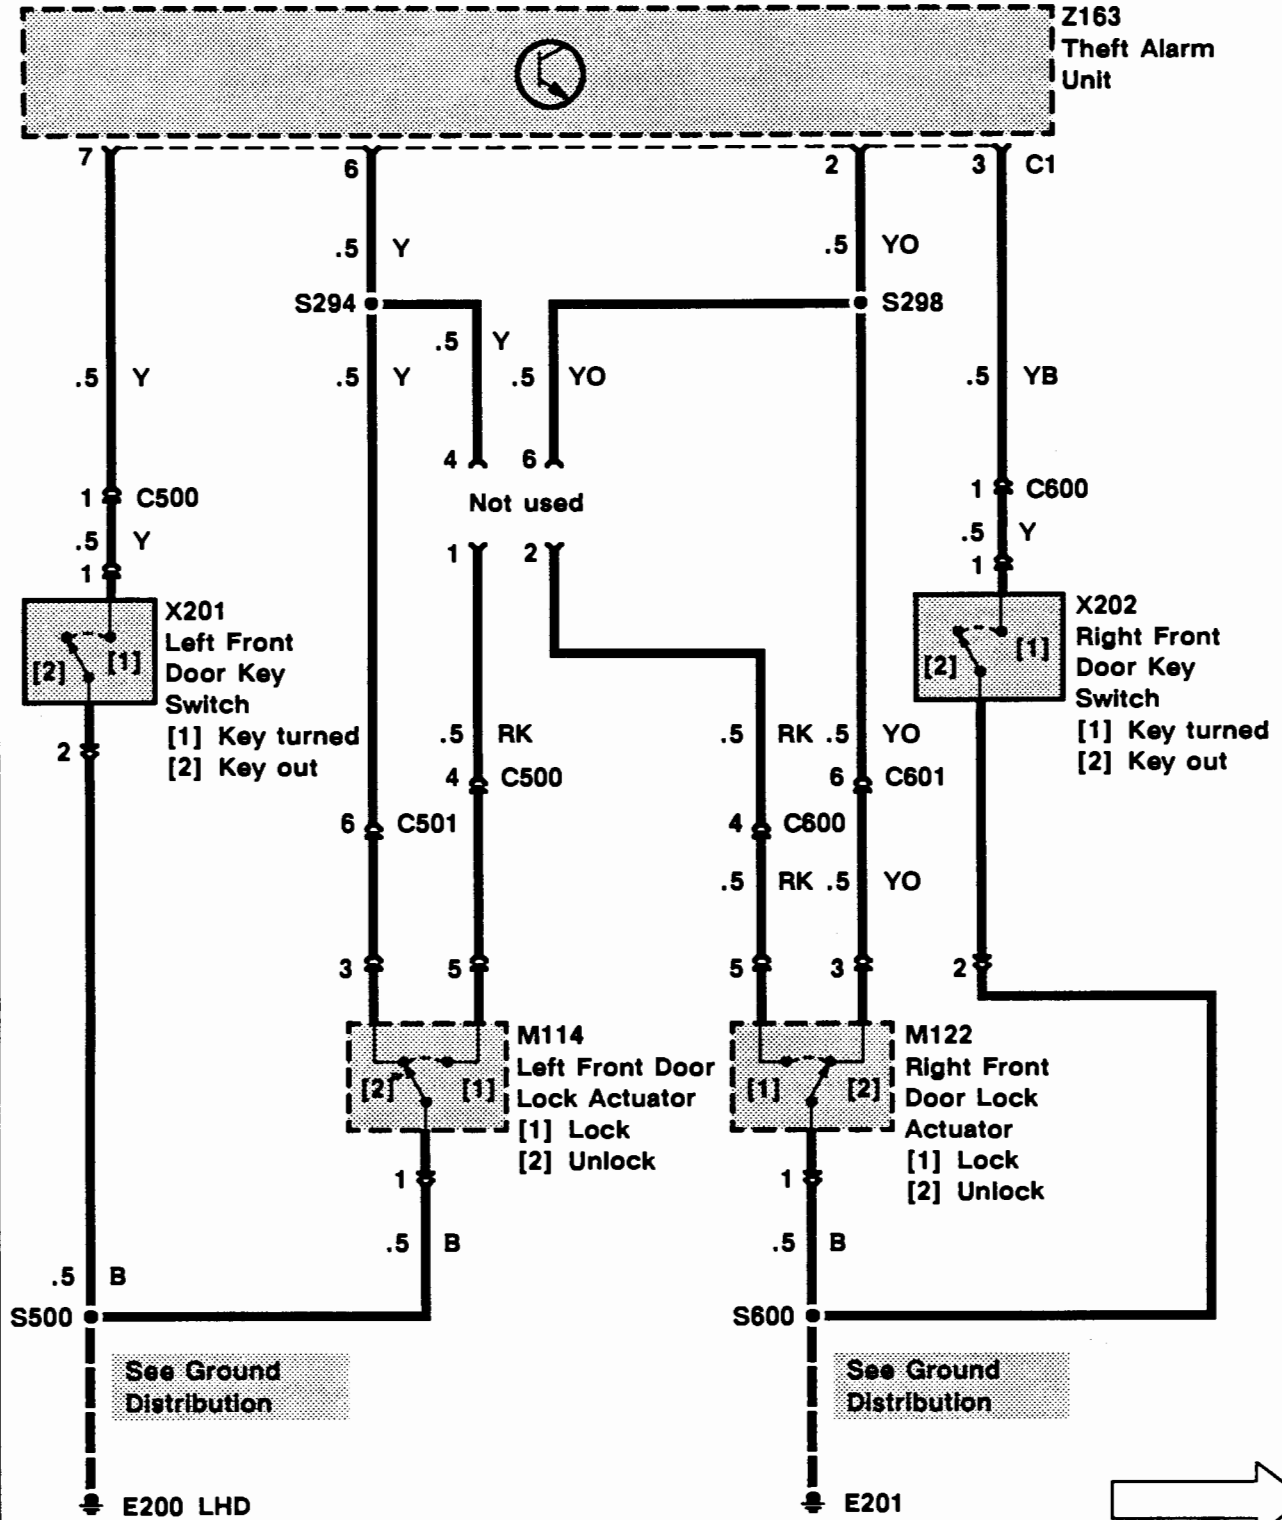 Z163
Theft Alarm
Unit
7
6
2
3 C1
.5 Y
.5 YO
S294
S298
.5 Y
.5 Y
.5 Y
.5 YO
.5 YB
4 6
1 C500
Not used
1 C600
.5 Y
.5 Y
1
1 2
1
X201
Left Front
Door Key
Switch
[1] Key turned
[2] Key out
[2] [1]
2
X202
Right Front
Door Key
Switch
[1] Key turned
[2] Key out
[2] [1]
.5 RK
.5 RK
.5 YO
4 C500
6 C601
6 C501
4 C600
.5 RK
.5 YO
3
5
5
3
2
M114
Left Front Door
Lock Actuator
[1] Lock
[2] Unlock
[2] [1]
M122
Right Front
Door Lock
Actuator
[1] Lock
[2] Unlock
[1] [2]
1
1
.5 B
.5 B
.5 B
S500
S600
See Ground
Distribution
See Ground
Distribution
E200 LHD
E201